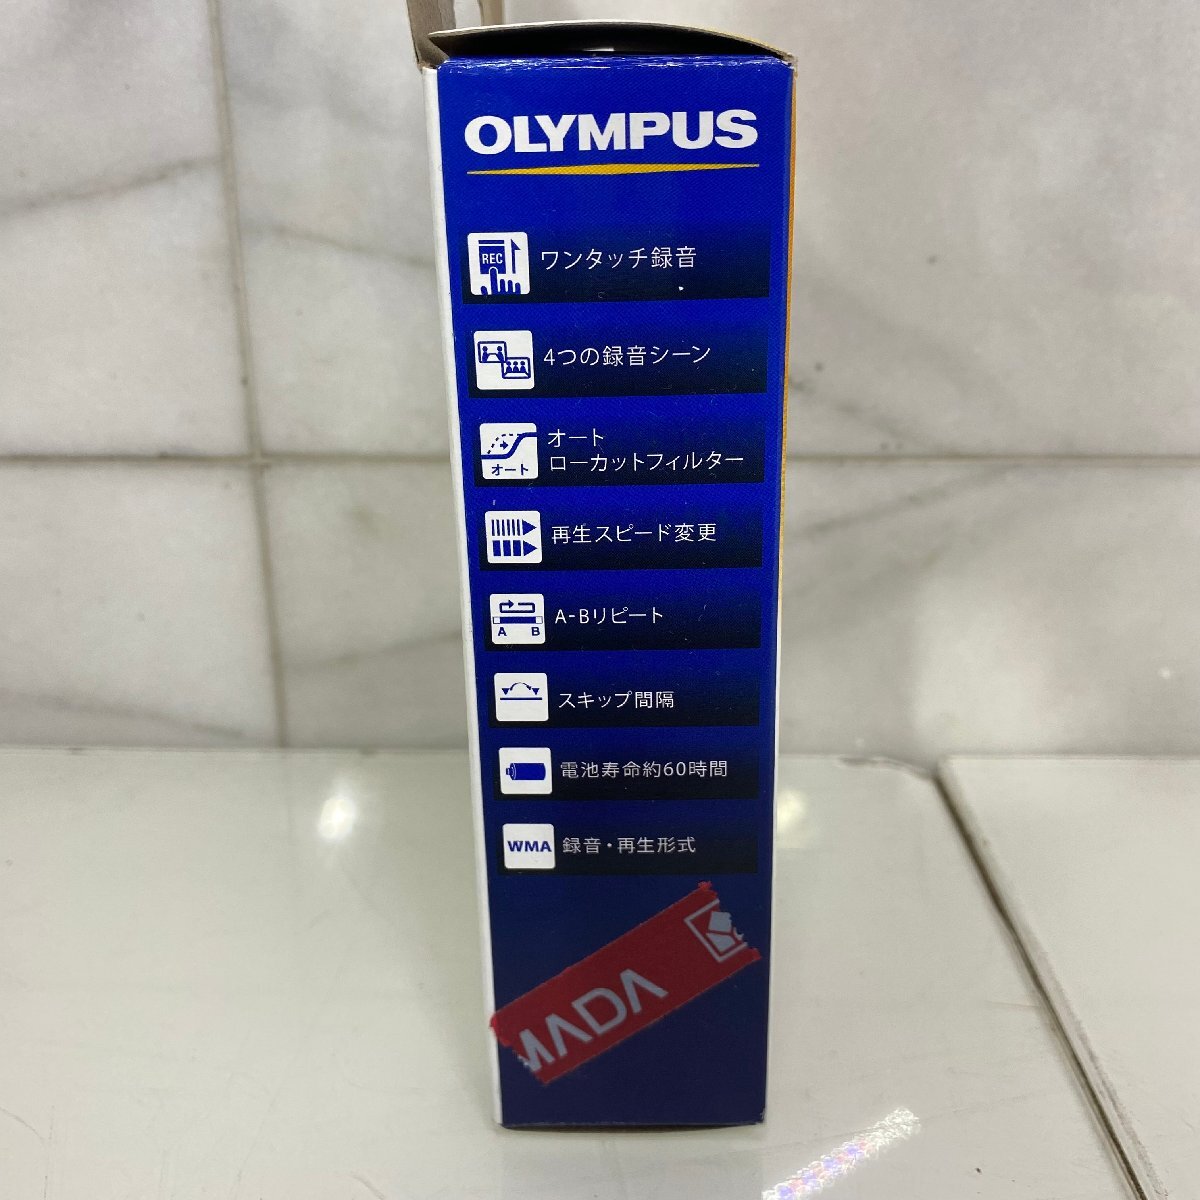 OLYMPUS
REC
ワンタッチ録音
4つの録音シーン
オート
オート
ローカットフィルター
再生スピード変更
A-Bリピート
A B
スキップ間隔
電池寿命約60時間
WMA
録音・再生形式
MADA